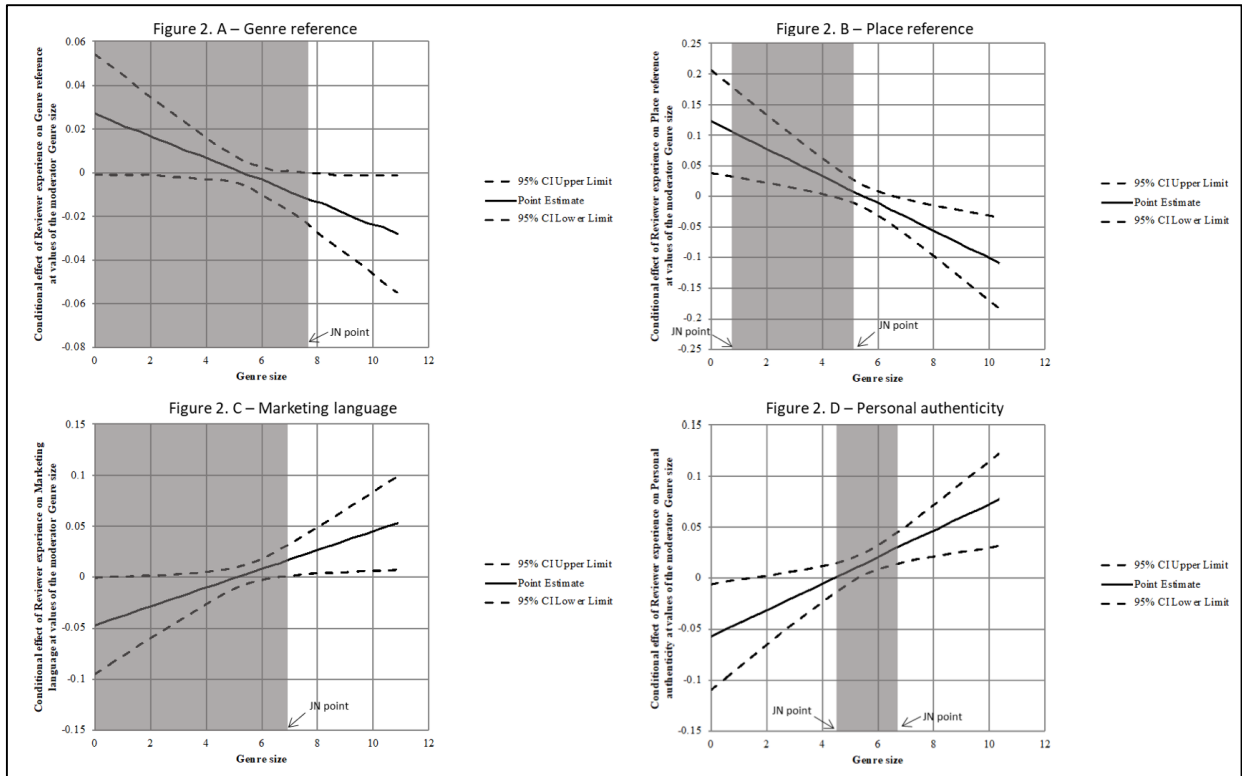 Figure 2. A – Genre reference
Conditional effect of Reviewer experience on Genre reference
at values of the moderator Genre size
0.06
0.04
0.02
0
-0.02
-0.04
-0.06
-0.08
0 2 4 6 8 10 12
Genre size
JN point
95% CI Upper Limit
Point Estimate
95% CI Lower Limit
Figure 2. B – Place reference
Conditional effect of Reviewer experience on Place reference
at values of the moderator Genre size
0.25
0.2
0.15
0.1
0.05
0
-0.05
-0.1
-0.15
-0.2
-0.25
0 2 4 6 8 10 12
Genre size
JN point
JN point
95% CI Upper Limit
Point Estimate
95% CI Lower Limit
Figure 2. C – Marketing language
Conditional effect of Reviewer experience on Marketing
language at values of the moderator Genre size
0.15
0.1
0.05
0
-0.05
-0.1
-0.15
0 2 4 6 8 10 12
Genre size
JN point
95% CI Upper Limit
Point Estimate
95% CI Lower Limit
Figure 2. D – Personal authenticity
Conditional effect of Reviewer experience on Personal
authenticity at values of the moderator Genre size
0.15
0.1
0.05
0
-0.05
-0.1
-0.15
0 2 4 6 8 10 12
Genre size
JN point
JN point
95% CI Upper Limit
Point Estimate
95% CI Lower Limit